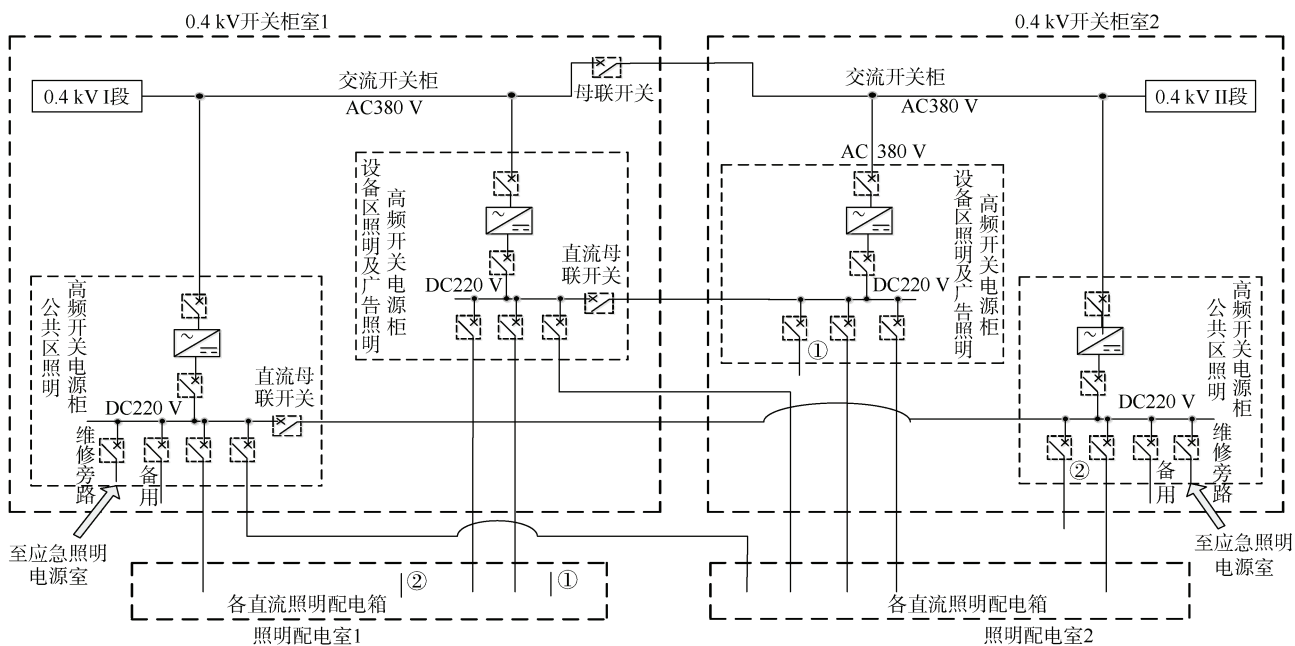 0.4 kV开关柜室1
0.4 kV开关柜室2
0.4 kV I段
交流开关柜
AC380 V
母联开关
交流开关柜
AC380 V
0.4 kV II段
设备区照明及广告照明
高频开关电源柜
DC220 V
直流母
联开关
AC 380 V
DC220 V
设备区照明及广告照明
高频开关电源柜
①
公共区照明
高频开关电源柜
DC220 V
直流母
联开关
维修旁路
备用
DC220 V
公共区照明
高频开关电源柜
②
备用
维修旁路
至应急照明
电源室
至应急照明
电源室
②
①
各直流照明配电箱
照明配电室1
各直流照明配电箱
照明配电室2